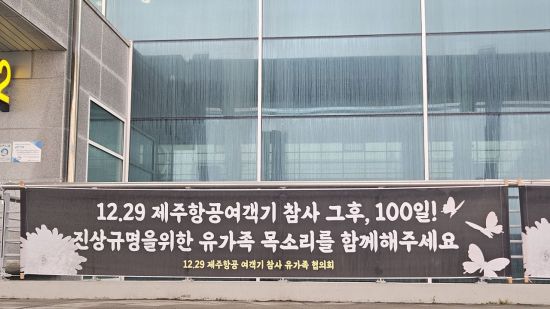 12.29 제주항공여객기 참사 그후, 100일!
진상규명을위한 유가족 목소리를 함께해주세요
12.29 제주항공 여객기 참사 유가족 협의회
2